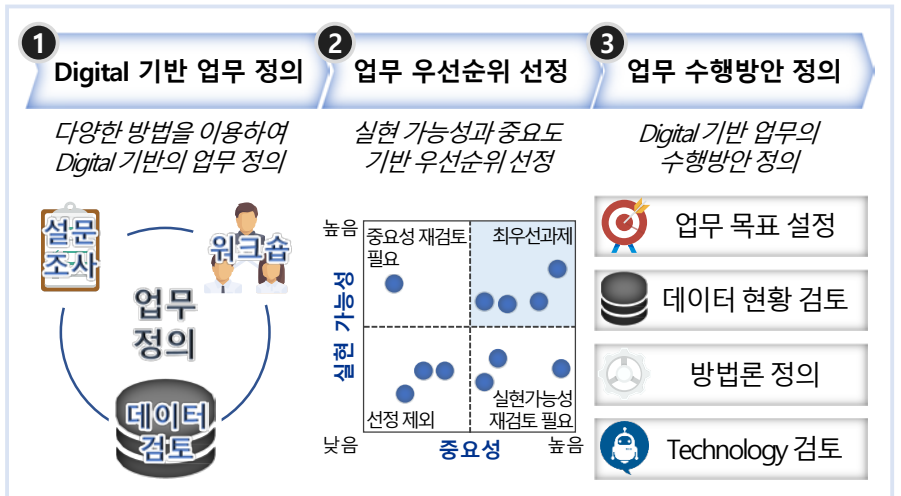 1
Digital 기반 업무 정의
2
업무 우선순위 선정
3
업무 수행방안 정의
다양한 방법을 이용하여
Digital 기반의 업무 정의
설문
조사
워크숍
업무
정의
데이터
검토
실현 가능성과 중요도
기반 우선순위 선정
높음
중요성 재검토
필요
최우선과제
실현 가능성
선정 제외
실현가능성
재검토 필요
낮음
중요성
높음
Digital 기반 업무의
수행방안 정의
업무 목표 설정
데이터 현황 검토
방법론 정의
Technology 검토